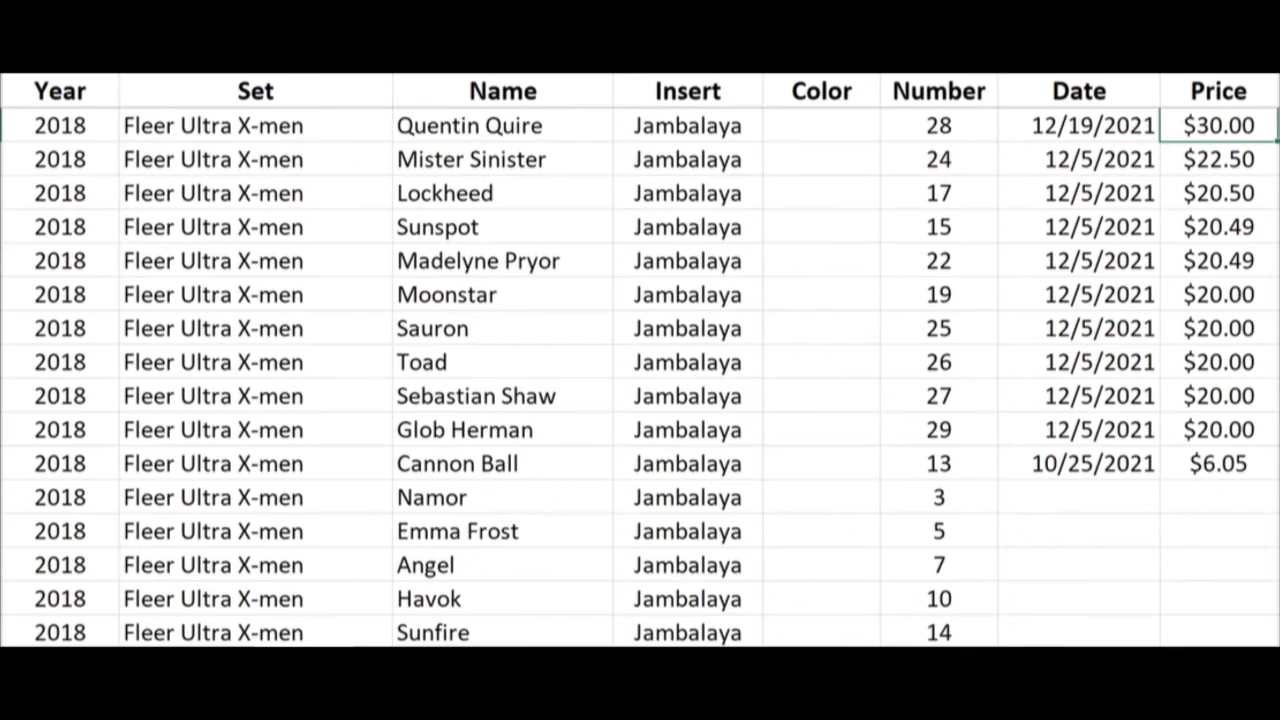 Year Set Name Insert Color Number Date Price
2018 Fleer Ultra X-men Quentin Quire Jambalaya 28 12/19/2021 $30.00
2018 Fleer Ultra X-men Mister Sinister Jambalaya 24 12/5/2021 $22.50
2018 Fleer Ultra X-men Lockheed Jambalaya 17 12/5/2021 $20.50
2018 Fleer Ultra X-men Sunspot Jambalaya 15 12/5/2021 $20.49
2018 Fleer Ultra X-men Madelyne Pryor Jambalaya 22 12/5/2021 $20.49
2018 Fleer Ultra X-men Moonstar Jambalaya 19 12/5/2021 $20.00
2018 Fleer Ultra X-men Sauron Jambalaya 25 12/5/2021 $20.00
2018 Fleer Ultra X-men Toad Jambalaya 26 12/5/2021 $20.00
2018 Fleer Ultra X-men Sebastian Shaw Jambalaya 27 12/5/2021 $20.00
2018 Fleer Ultra X-men Glob Herman Jambalaya 29 12/5/2021 $20.00
2018 Fleer Ultra X-men Cannon Ball Jambalaya 13 10/25/2021 $6.05
2018 Fleer Ultra X-men Namor Jambalaya 3
2018 Fleer Ultra X-men Emma Frost Jambalaya 5
2018 Fleer Ultra X-men Angel Jambalaya 7
2018 Fleer Ultra X-men Havok Jambalaya 10
2018 Fleer Ultra X-men Sunfire Jambalaya 14